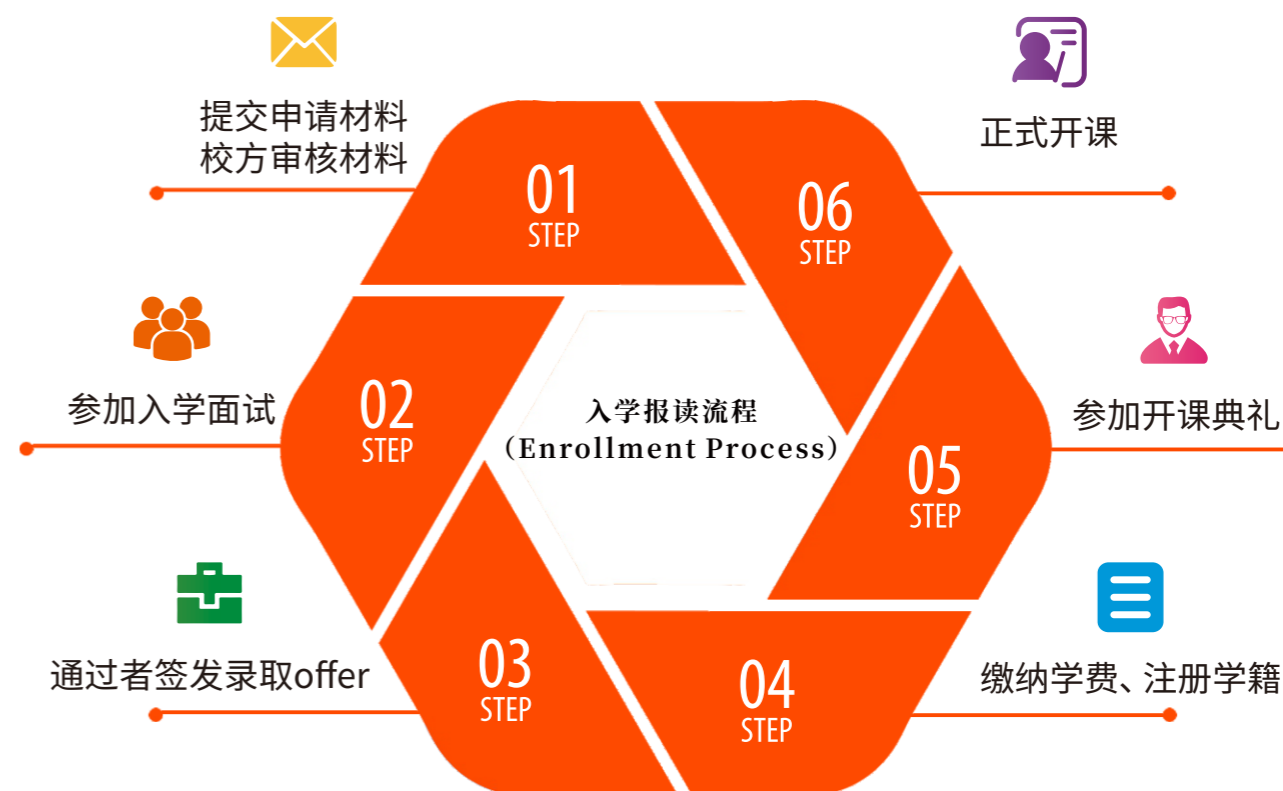 提交申请材料
校方审核材料
01
STEP
参加入学面试
02
STEP
通过者签发录取offer
03
STEP
04
STEP
缴纳学费、注册学籍
05
STEP
参加开课典礼
06
STEP
正式开课
入学报读流程
（Enrollment Process）